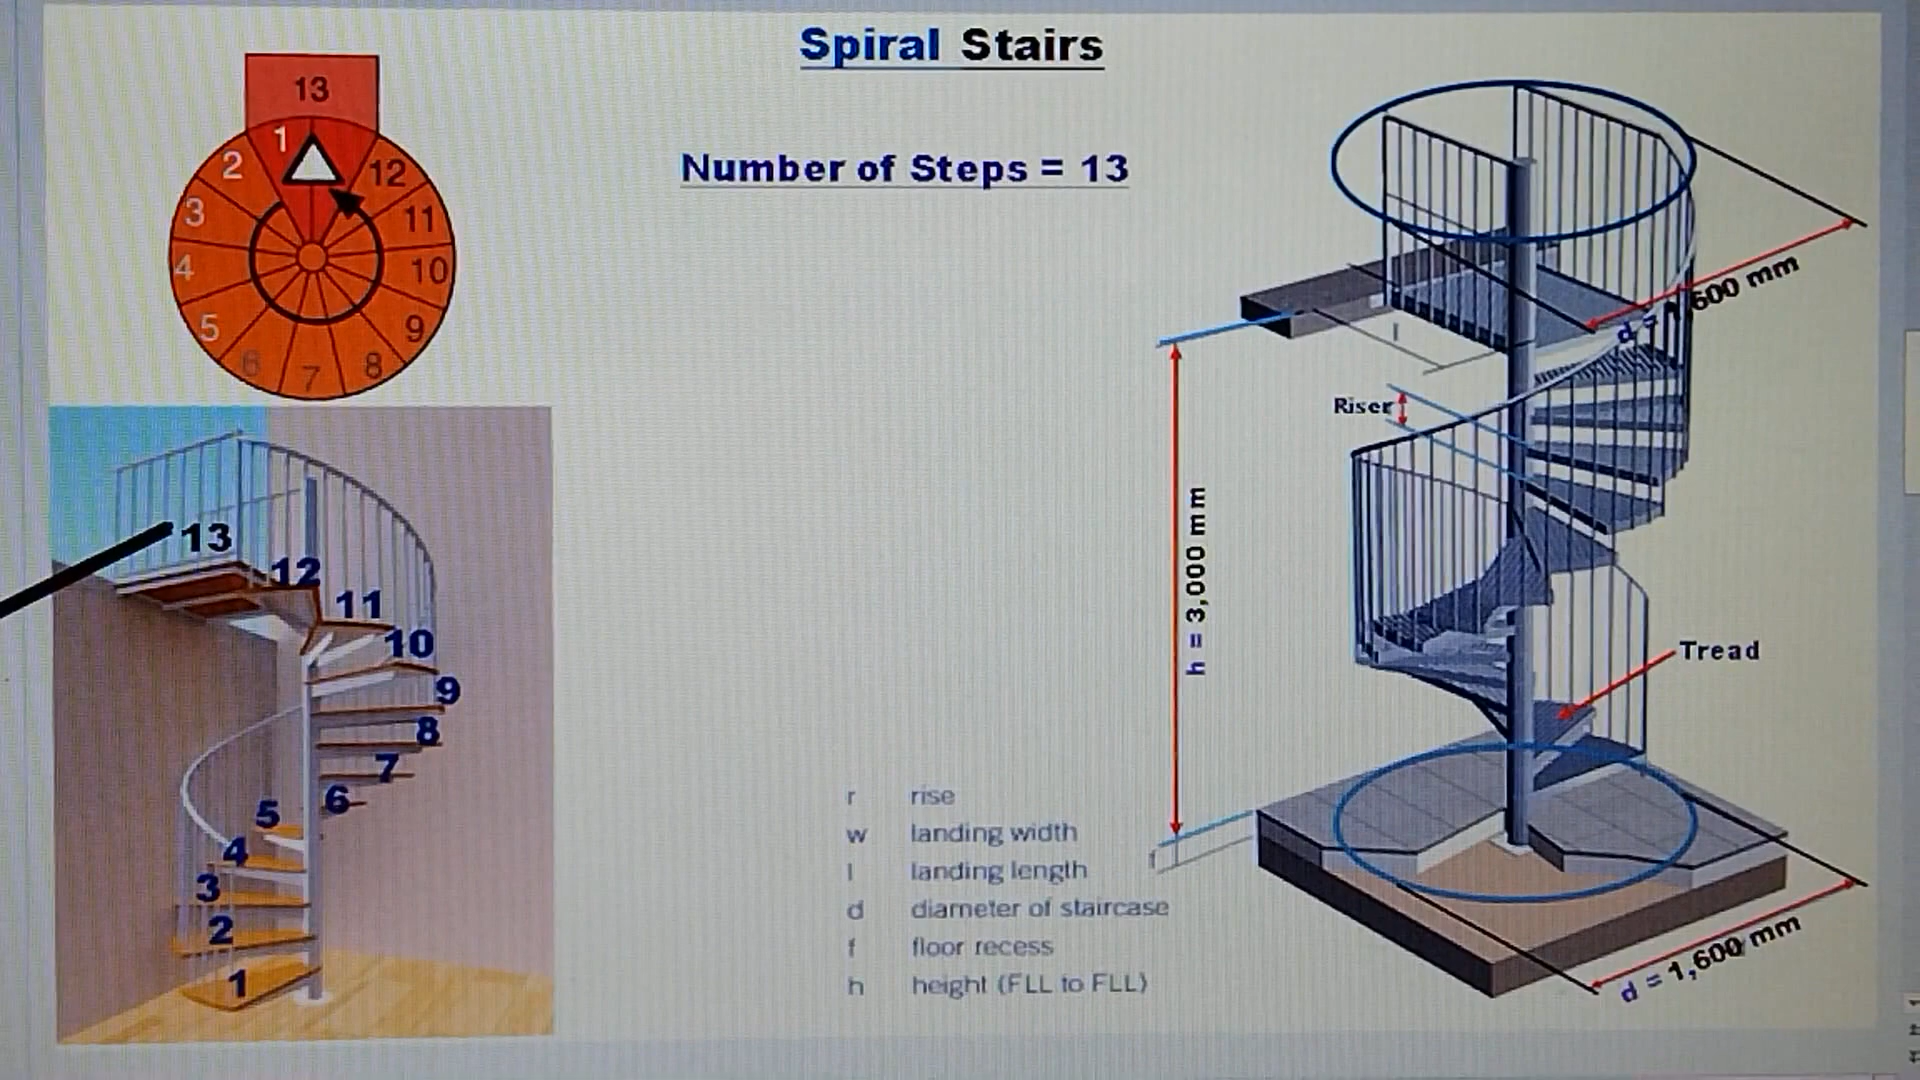 Spiral Stairs
Number of Steps = 13
13
1
2
3
4
5
6
7
8
9
10
11
12
13
12
11
10
9
8
7
6
5
4
3
2
1
d = 1,600 mm
l
Riser
h = 3,000 mm
Tread
f
d = 1,600 mm
r rise
w landing width
l landing length
d diameter of staircase
f floor recess
h height (FLL to FLL)